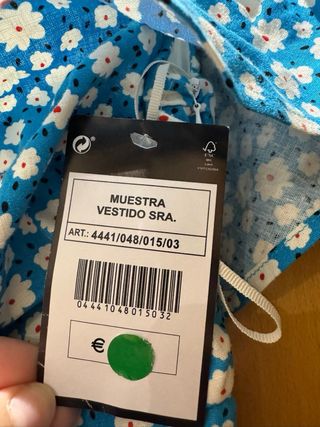 MUESTRA
VESTIDO SRA.
ART.: 4441/048/015/03
04441048015032
€